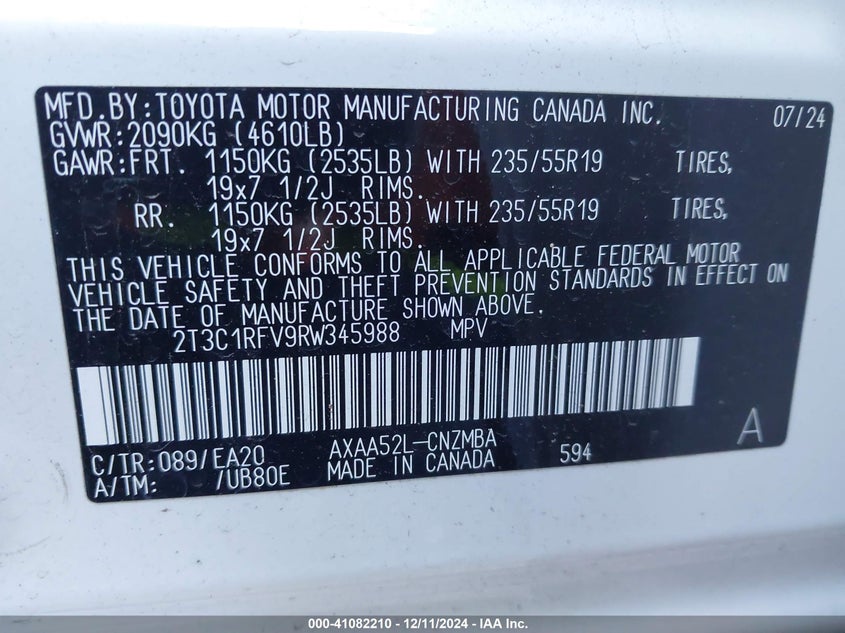 MFD.BY:TOYOTA MOTOR MANUFACTURING CANADA INC. 07/24
GVWR:2090KG (4610LB)
GAWR:FRT. 1150KG (2535LB) WITH 235/55R19 TIRES,
19x7 1/2J RIMS.
RR. 1150KG (2535LB) WITH 235/55R19 TIRES,
19x7 1/2J RIMS.
THIS VEHICLE CONFORMS TO ALL APPLICABLE FEDERAL MOTOR
VEHICLE SAFETY AND THEFT PREVENTION STANDARDS IN EFFECT ON
THE DATE OF MANUFACTURE SHOWN ABOVE.
2T3C1RFV9RW345988 MPV
C/TR:089/EA20 AXAA52L-CNZMBA 594 A
A/TM: /UB80E MADE IN CANADA
000-41082210 - 12/11/2024 - IAA Inc.